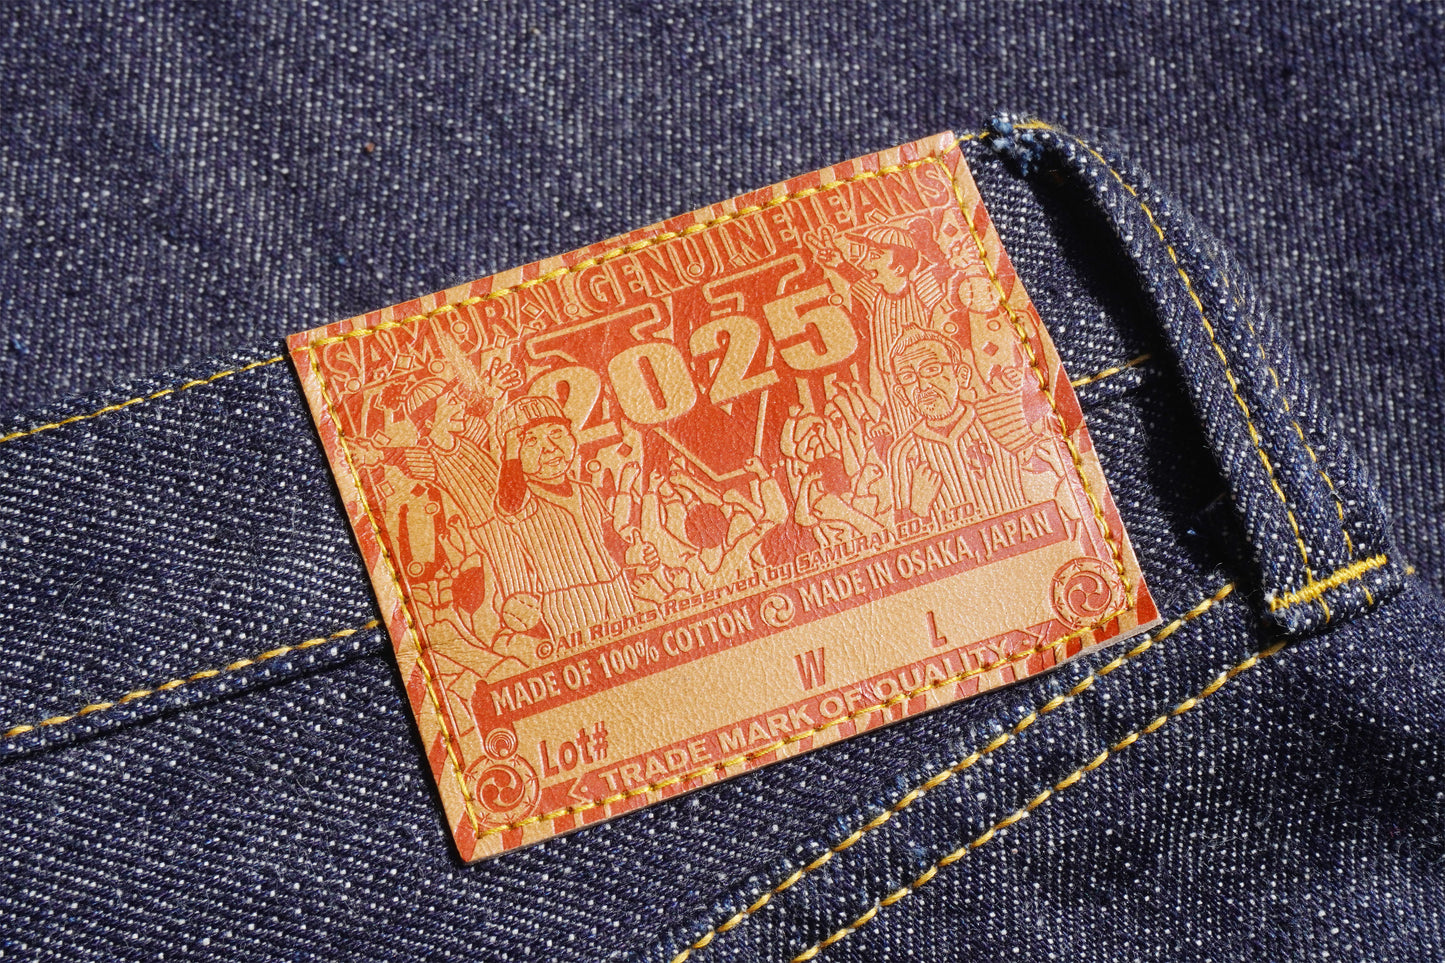 SAMURAI GENUINE JEANS
2025
V
©All Rights Reserved by SAMURAI CO., LTD.
MADE OF 100% COTTON MADE IN OSAKA, JAPAN
Lot# W L
TRADE MARK OF QUALITY